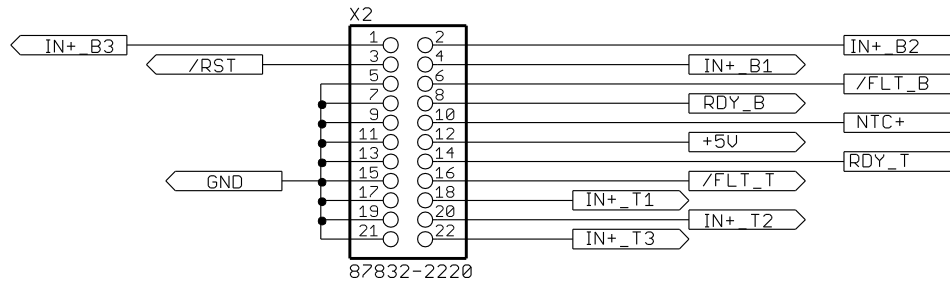 X2
IN+_B3 1 2 IN+_B2
/RST 3 4 IN+_B1
5 6 /FLT_B
7 8 RDY_B
9 10 NTC+
11 12 +5V
13 14 RDY_T
GND 15 16 /FLT_T
17 18 IN+_T1
19 20 IN+_T2
21 22 IN+_T3
87832-2220